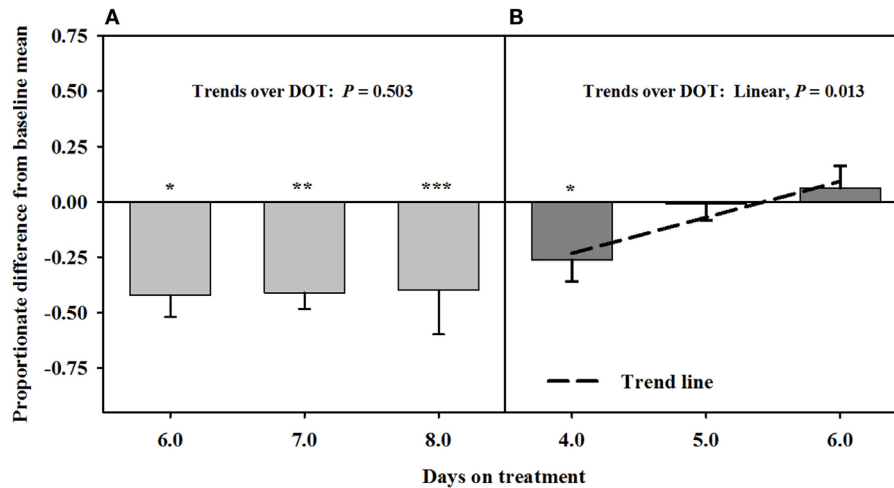 A
B
Proportionate difference from baseline mean
0.75
0.50
0.25
0.00
-0.25
-0.50
-0.75
Trends over DOT: P = 0.503
* ** ***
6.0 7.0 8.0
Trends over DOT: Linear, P = 0.013
*
Trend line
4.0 5.0 6.0
Days on treatment